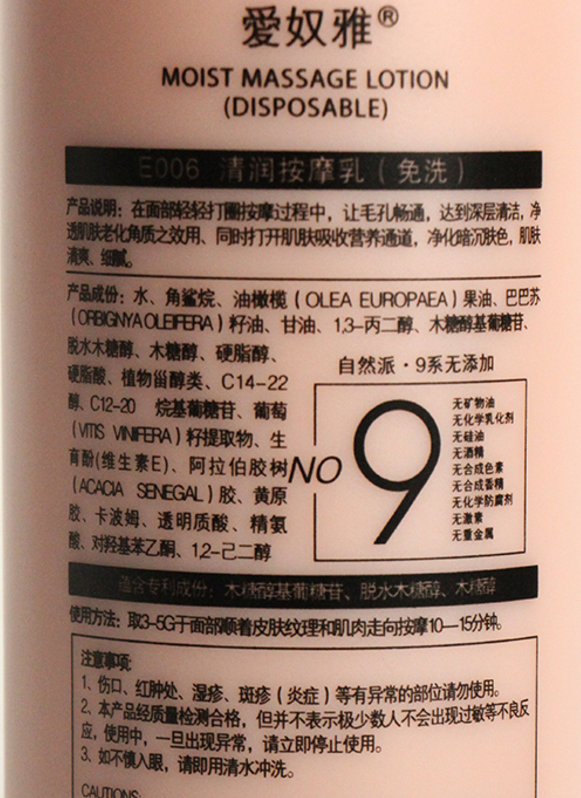 爱奴雅®
MOIST MASSAGE LOTION
(DISPOSABLE)
E006 清润按摩乳(免洗)
产品说明：在面部轻轻打圈按摩过程中，让毛孔畅通，达到深层清洁，净
透肌肤老化角质之效用、同时打开肌肤吸收营养通道，净化暗沉肤色，肌肤
清爽、细腻。
产品成份：水、角鲨烷、油橄榄（OLEA EUROPAEA）果油、巴巴苏
（ORBIGNYA OLEIFERA）籽油、甘油、1,3-丙二醇、木糖醇基葡糖苷、
脱水木糖醇、木糖醇、硬脂醇、
硬脂酸、植物甾醇类、C14-22
醇、C12-20 烷基葡糖苷、葡萄
（VITIS VINIFERA）籽提取物、生
育酚(维生素E)、阿拉伯胶树
（ACACIA SENEGAL）胶、黄原
胶、卡波姆、透明质酸、精氨
酸、对羟基苯乙酮、1,2-己二醇
自然派·9系无添加
NO 9
无矿物油
无化学乳化剂
无硅油
无酒精
无合成色素
无合成香精
无化学防腐剂
无激素
无重金属
蕴含专利成份：木糖醇基葡糖苷、脱水木糖醇、木糖醇
使用方法：取3-5G于面部顺着皮肤纹理和肌肉走向按摩10—15分钟。
注意事项:
1、伤口、红肿处、湿疹、斑疹（炎症）等有异常的部位请勿使用。
2、本产品经质量检测合格，但并不表示极少数人不会出现过敏等不良反
应，使用中，一旦出现异常，请立即停止使用。
3、如不慎入眼，请即用清水冲洗。
CAUTIONS: